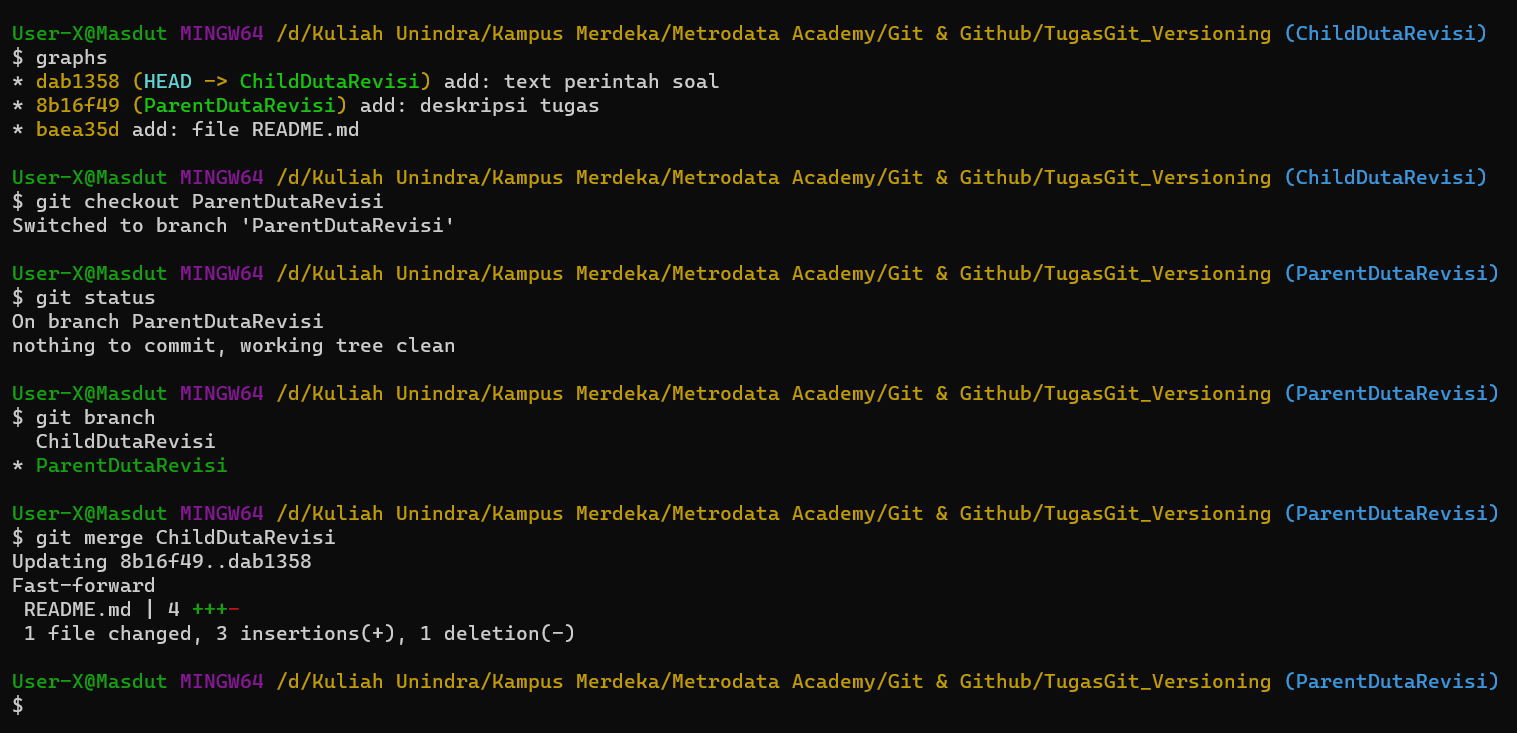 User-X@Masdut MINGW64 /d/Kuliah Unindra/Kampus Merdeka/Metrodata Academy/Git & Github/TugasGit_Versioning (ChildDutaRevisi)
$ graphs
* dab1358 (HEAD -> ChildDutaRevisi) add: text perintah soal
* 8b16f49 (ParentDutaRevisi) add: deskripsi tugas
* baea35d add: file README.md

User-X@Masdut MINGW64 /d/Kuliah Unindra/Kampus Merdeka/Metrodata Academy/Git & Github/TugasGit_Versioning (ChildDutaRevisi)
$ git checkout ParentDutaRevisi
Switched to branch 'ParentDutaRevisi'

User-X@Masdut MINGW64 /d/Kuliah Unindra/Kampus Merdeka/Metrodata Academy/Git & Github/TugasGit_Versioning (ParentDutaRevisi)
$ git status
On branch ParentDutaRevisi
nothing to commit, working tree clean

User-X@Masdut MINGW64 /d/Kuliah Unindra/Kampus Merdeka/Metrodata Academy/Git & Github/TugasGit_Versioning (ParentDutaRevisi)
$ git branch
  ChildDutaRevisi
* ParentDutaRevisi

User-X@Masdut MINGW64 /d/Kuliah Unindra/Kampus Merdeka/Metrodata Academy/Git & Github/TugasGit_Versioning (ParentDutaRevisi)
$ git merge ChildDutaRevisi
Updating 8b16f49..dab1358
Fast-forward
 README.md | 4 +++-
 1 file changed, 3 insertions(+), 1 deletion(-)

User-X@Masdut MINGW64 /d/Kuliah Unindra/Kampus Merdeka/Metrodata Academy/Git & Github/TugasGit_Versioning (ParentDutaRevisi)
$